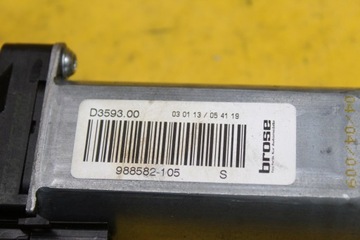 D3593.00
03 01 13 / 05 41 19
988582-105 S
brose